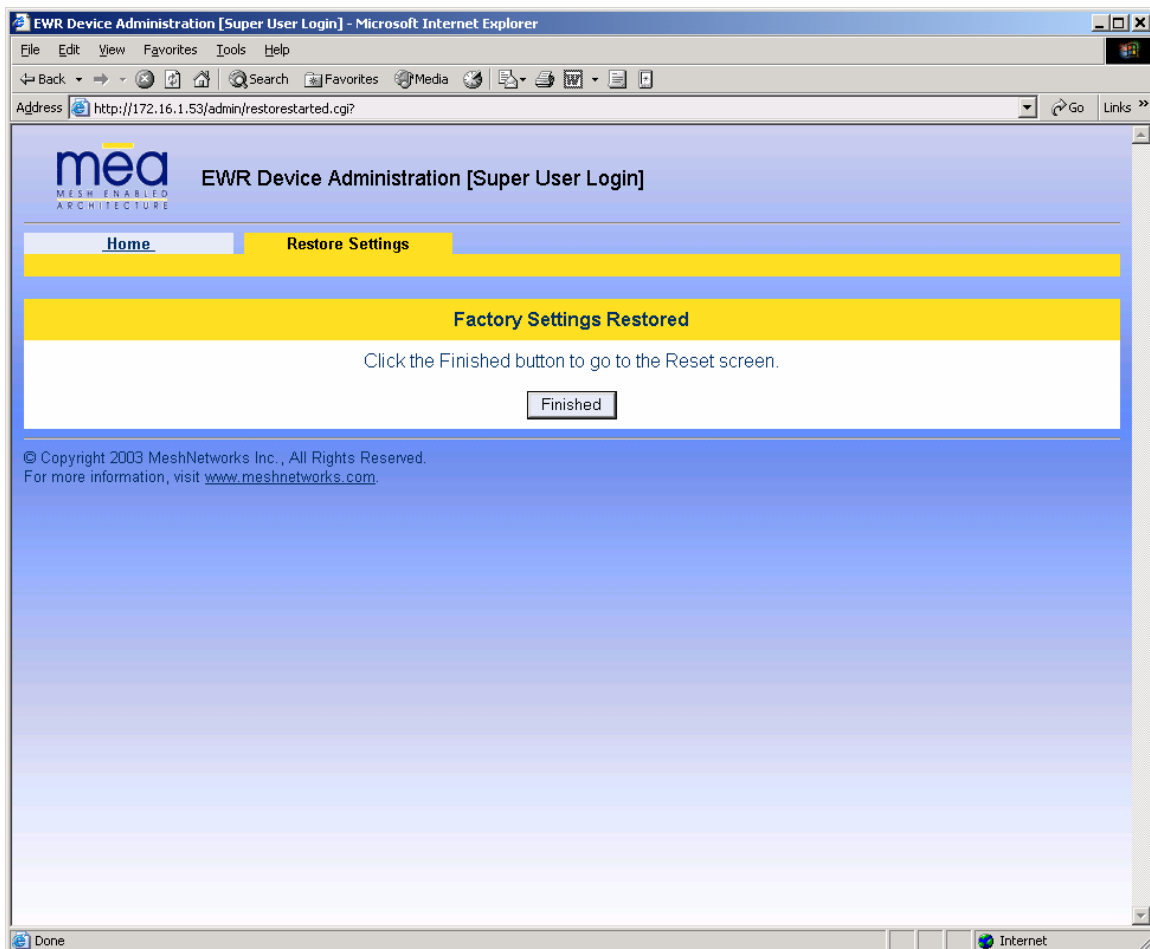 EWR Device Administration [Super User Login] - Microsoft Internet Explorer
File Edit View Favorites Tools Help
Back Search Favorites Media
Address http://172.16.1.53/admin/restorestarted.cgi? Go Links »
mea
MESH ENABLED
ARCHITECTURE
EWR Device Administration [Super User Login]
Home Restore Settings
Factory Settings Restored
Click the Finished button to go to the Reset screen.
Finished
© Copyright 2003 MeshNetworks Inc., All Rights Reserved.
For more information, visit www.meshnetworks.com.
Done Internet